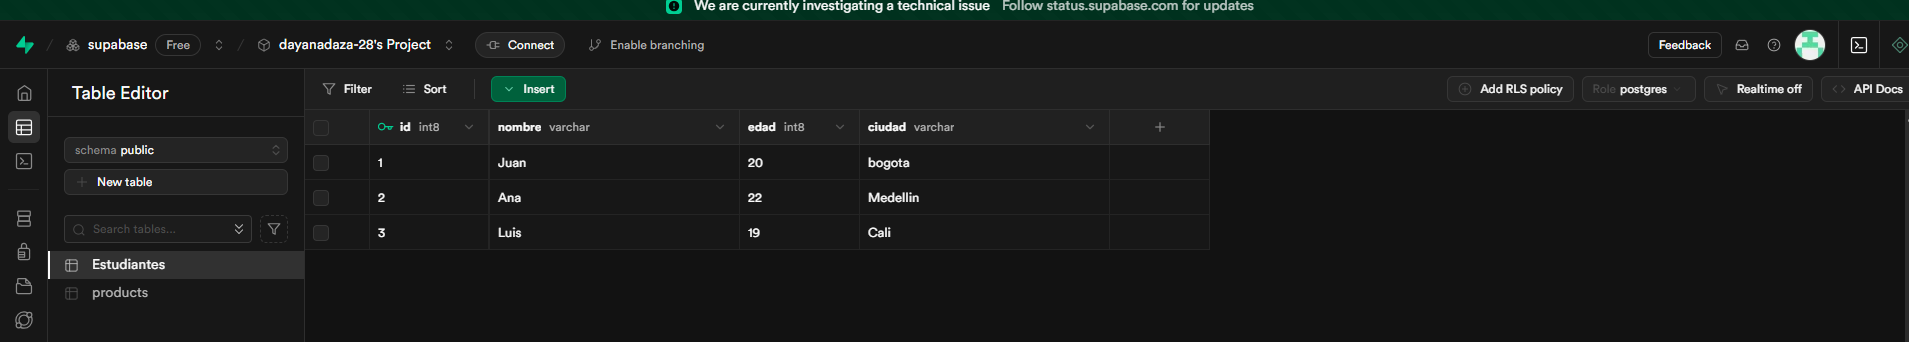 We are currently investigating a technical issue Follow status.supabase.com for updates
/ supabase Free / dayanadaza-28's Project Connect Enable branching Feedback
Table Editor
Filter Sort Insert Add RLS policy Role postgres Realtime off API Docs
schema public
New table
Search tables...
Estudiantes
products
id int8 nombre varchar edad int8 ciudad varchar +
1 Juan 20 bogota
2 Ana 22 Medellin
3 Luis 19 Cali